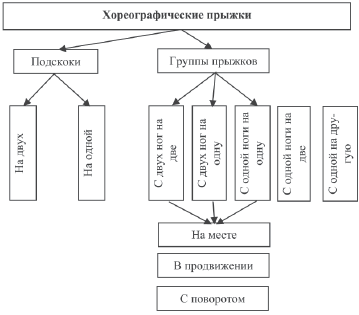 Хореографические прыжки
Подскоки
Группы прыжков
На двух
На одной
С двух ног на
две
С двух ног на
одну
С одной ноги на
одну
С одной ноги на
две
С одной на дру-
гую
На месте
В продвижении
С поворотом